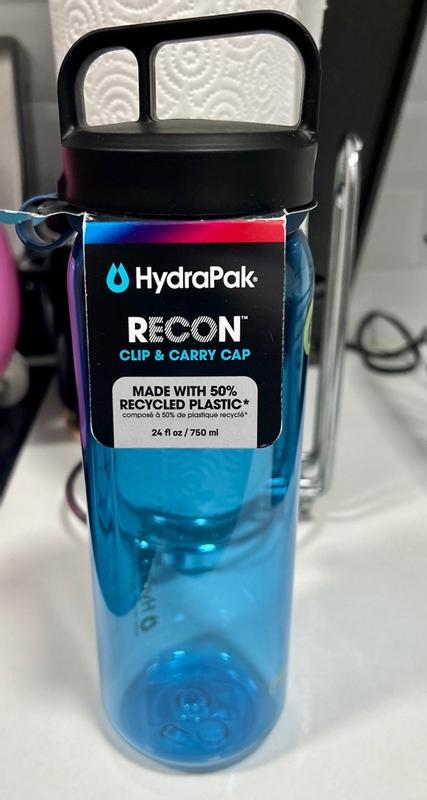 HydraPak®
RECON™
CLIP & CARRY CAP
MADE WITH 50%
RECYCLED PLASTIC*
composé à 50% de plastique recyclé*
24 fl oz / 750 ml